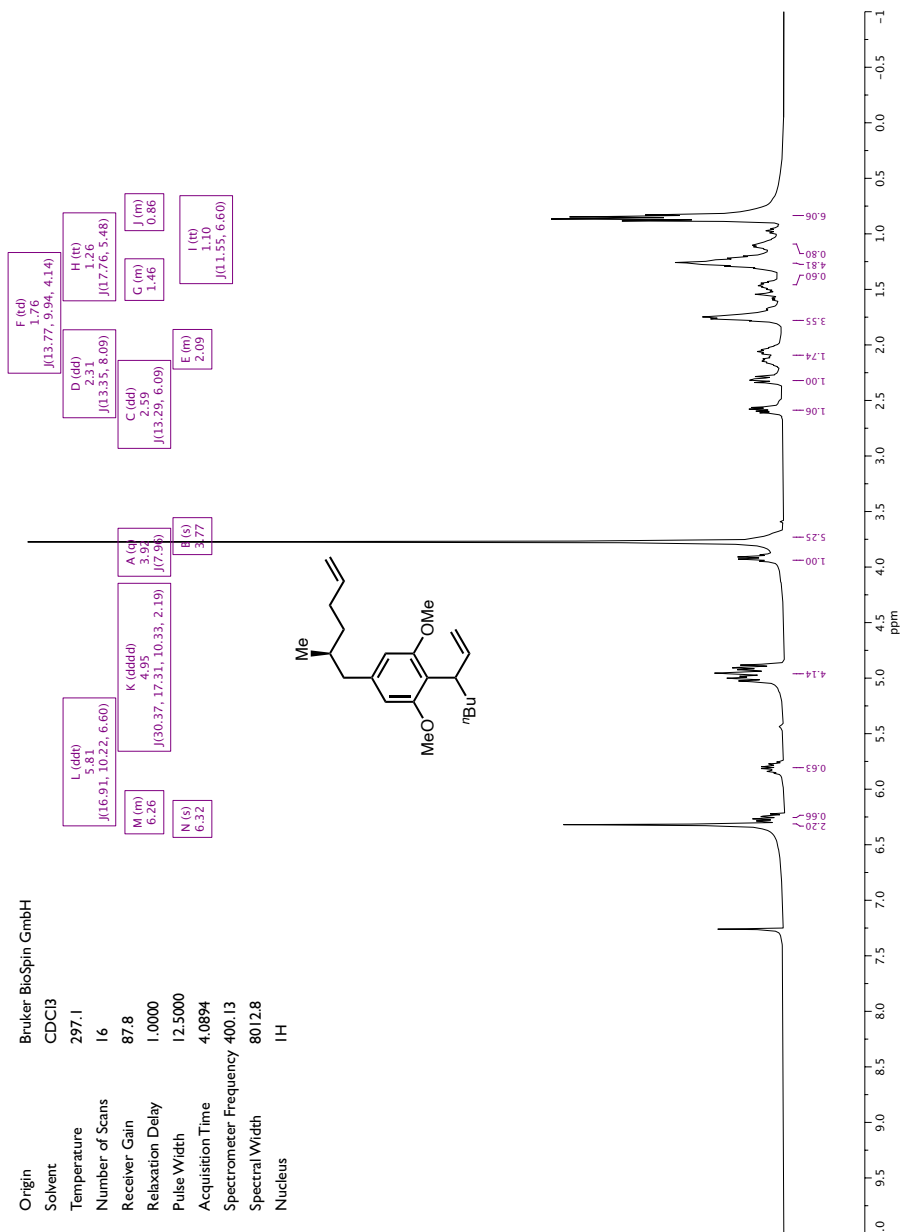 Origin Bruker BioSpin GmbH
Solvent CDCl3
Temperature 297.1
Number of Scans 16
Receiver Gain 87.8
Relaxation Delay 1.0000
Pulse Width 12.5000
Acquisition Time 4.0894
Spectrometer Frequency 400.13
Spectral Width 8012.8
Nucleus 1H
F (td)
1.76
J(13.77, 9.94, 4.14)
L (ddt)
5.81
J(16.91, 10.22, 6.60)
D (dd)
2.31
J(13.35, 8.09)
H (tt)
1.26
J(17.76, 5.48)
M (m)
6.26
K (dddd)
4.95
J(30.37, 17.31, 10.33, 2.19)
A (q)
3.92
J(7.96)
C (dd)
2.59
J(13.29, 6.09)
G (m)
1.46
J (m)
0.86
N (s)
6.32
B (s)
3.77
E (m)
2.09
I (tt)
1.10
J(11.55, 6.60)
Me
MeO
OMe
nBu
2.20
0.66
0.63
4.14
1.00
5.25
1.06
1.00
1.74
3.55
0.60
4.81
0.80
6.06
.0 9.5 9.0 8.5 8.0 7.5 7.0 6.5 6.0 5.5 5.0 4.5 4.0 3.5 3.0 2.5 2.0 1.5 1.0 0.5 0.0 -0.5 -1
ppm